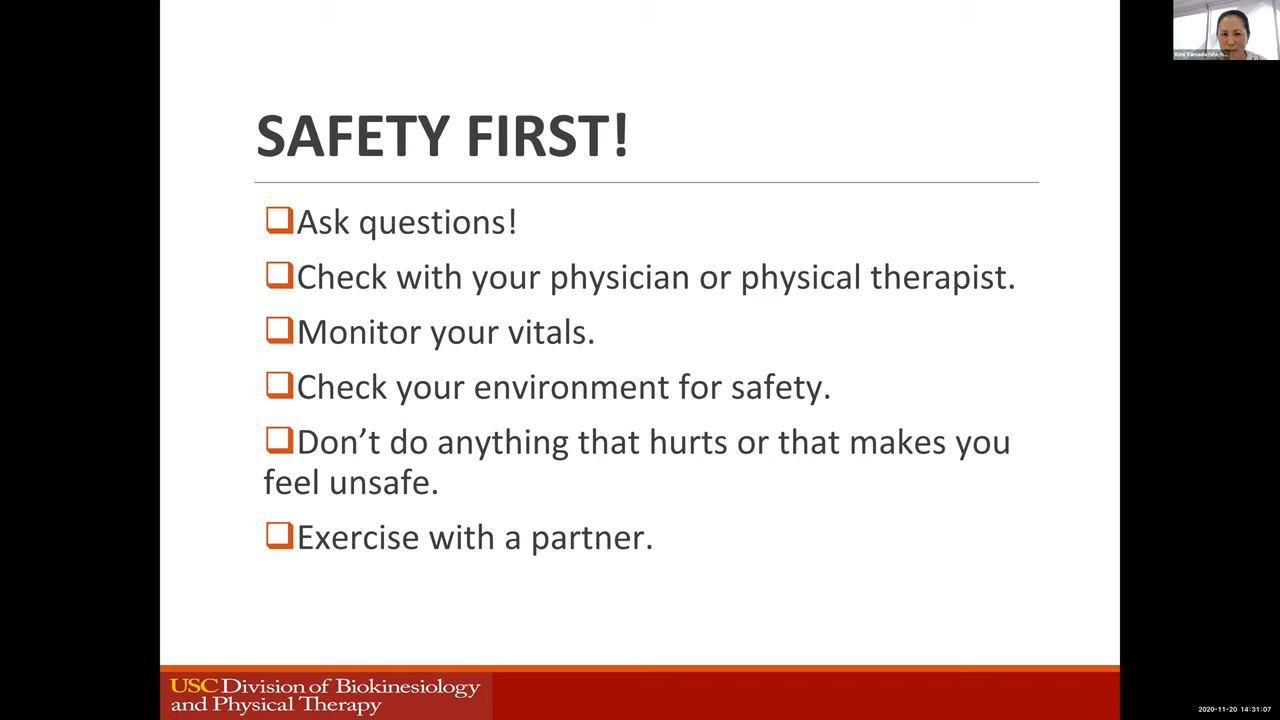 SAFETY FIRST!
Ask questions!
Check with your physician or physical therapist.
Monitor your vitals.
Check your environment for safety.
Don’t do anything that hurts or that makes you
feel unsafe.
Exercise with a partner.
USC Division of Biokinesiology
and Physical Therapy
2020-11-20 14:31:07